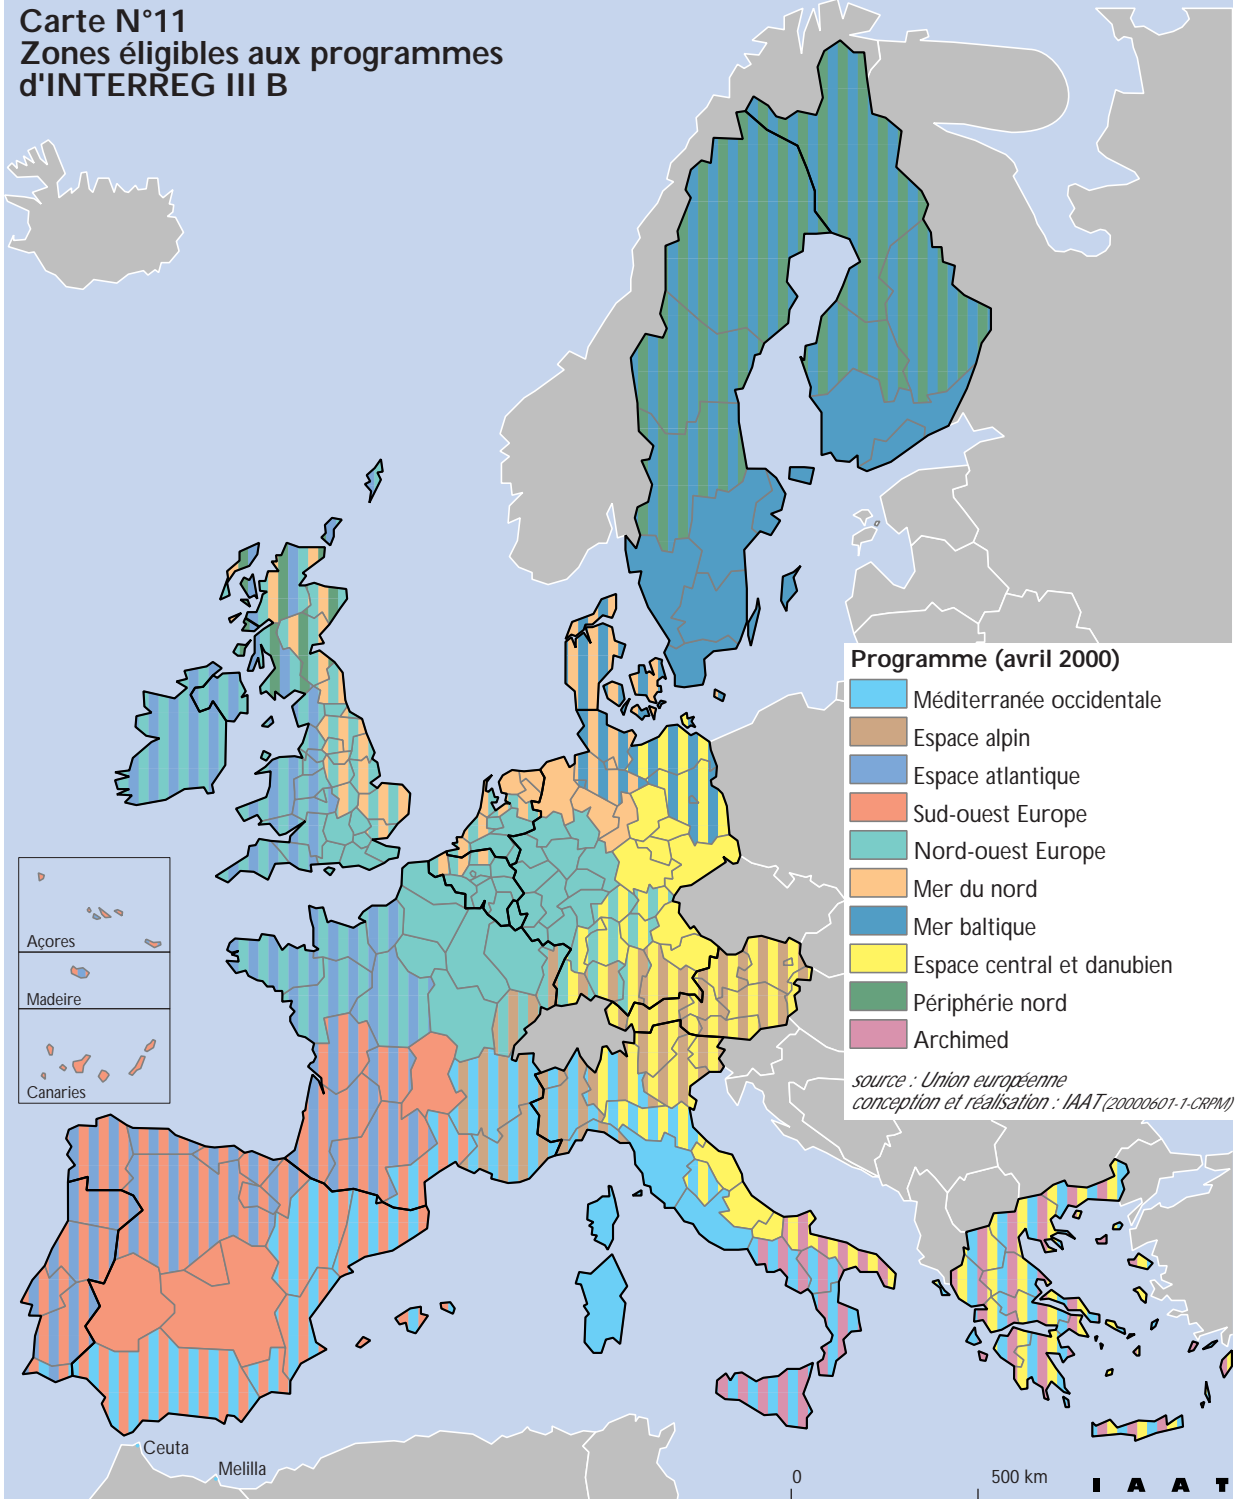 Carte N°11
Zones éligibles aux programmes
d'INTERREG III B
Programme (avril 2000)
Méditerranée occidentale
Espace alpin
Espace atlantique
Sud-ouest Europe
Nord-ouest Europe
Mer du nord
Mer baltique
Espace central et danubien
Périphérie nord
Archimed
source : Union européenne
conception et réalisation : IAAT (20000601-1-CRPM)
Açores
Madeire
Canaries
Ceuta
Melilla
0 500 km
I A A T